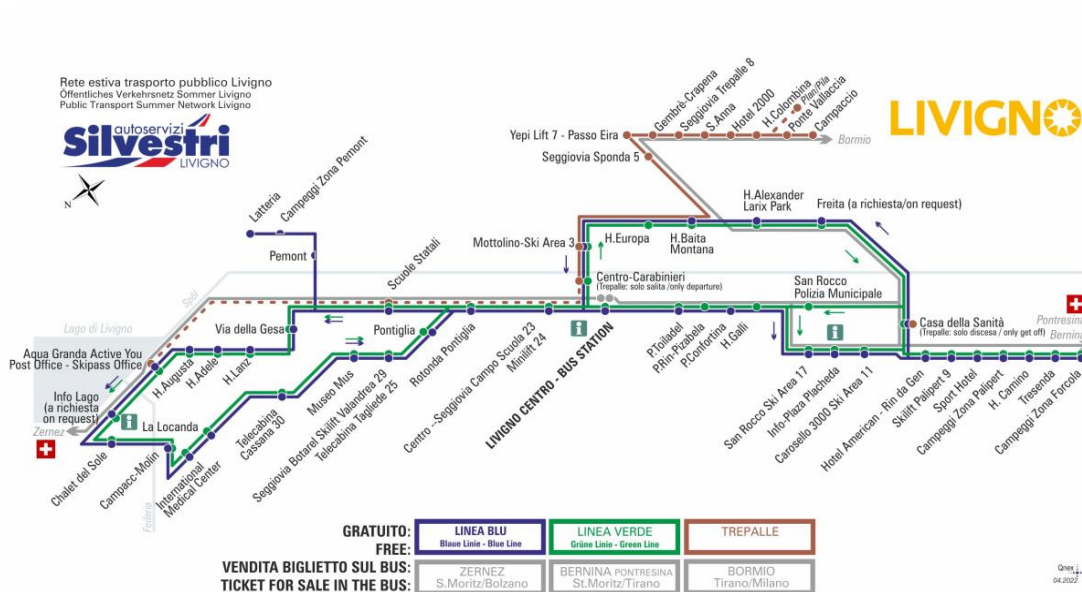 Rete estiva trasporto pubblico Livigno
Öffentliches Verkehrsnetz Sommer Livigno
Public Transport Summer Network Livigno
autoservizi
Silvestri
LIVIGNO
LIVIGNO
N
Latteria
Campeggi Zona Pemont
Pemont
Scuole Statali
Yepi Lift 7 - Passo Eira
Seggiovia Sponda 5
Gembrè-Crapena
Seggiovia Trepalle 8
S.Anna
Hotel 2000
H.Colombina
Plan/Pila
Ponte Vallaccia
Campaccio
Bormio
Mottolino-Ski Area 3
H.Europa
H.Baita
Montana
H.Alexander
Larix Park
Freita (a richiesta/on request)
Centro-Carabinieri
(Trepalle: solo salita /only departure)
San Rocco
Polizia Municipale
Casa della Sanità
(Trepalle: solo discesa / only get off)
Pontresina
Bernina
Spöl
Lago di Livigno
Via della Gesa
Pontiglia
Aqua Granda Active You
Post Office - Skipass Office
Info Lago
(a richiesta
on request)
Zernez
H.Augusta
H.Adele
H.Lanz
La Locanda
Chalet del Sole
Campacc-Molin
Federia
International
Medical Center
Telecabina
Cassana 30
Museo Mus
Seggiovia Botarel Skilift Valandrea 29
Telecabina Tagliede 25
Rotonda Pontiglia
Centro –Seggiovia Campo Scuola 23
Minilift 24
LIVIGNO CENTRO - BUS STATION
P.Toiladel
P.Rin-Pizabela
P.Confortina
H.Galli
San Rocco Ski Area 17
Info-Plaza Placheda
Carosello 3000 Ski Area 11
Hotel American - Rin da Gen
Skilift Palipert 9
Sport Hotel
Campeggi Zona Palipert
H. Camino
Tresenda
Campeggi Zona Forcola
GRATUITO:
FREE:
LINEA BLU
Blaue Linie - Blue Line
LINEA VERDE
Grüne Linie - Green Line
TREPALLE
VENDITA BIGLIETTO SUL BUS:
TICKET FOR SALE IN THE BUS:
ZERNEZ
S.Moritz/Bolzano
BERNINA PONTRESINA
St.Moritz/Tirano
BORMIO
Tirano/Milano
Qnex
04.2022